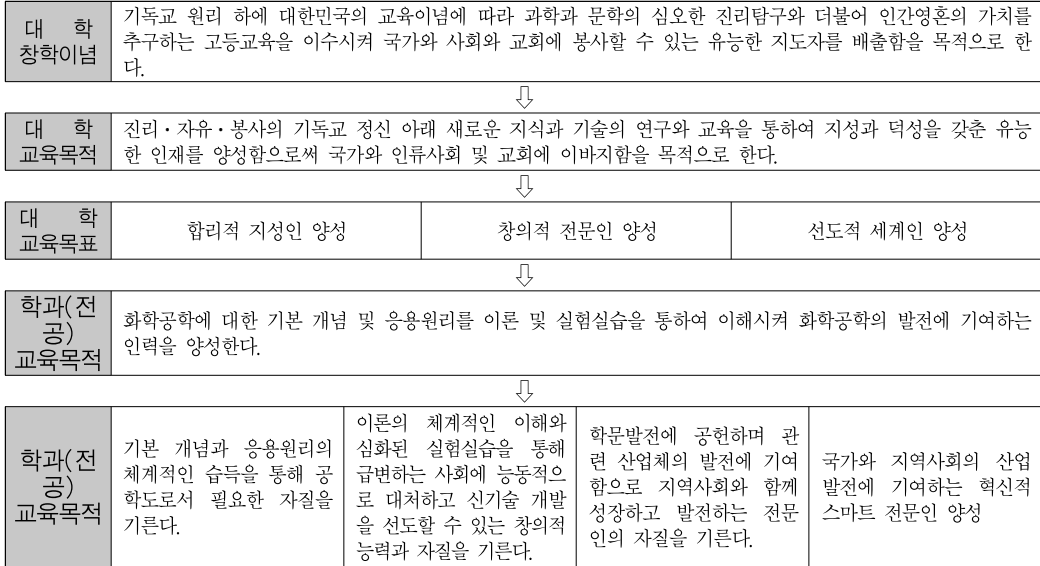 대 학
창학이념
기독교 원리 하에 대한민국의 교육이념에 따라 과학과 문학의 심오한 진리탐구와 더불어 인간영혼의 가치를
추구하는 고등교육을 이수시켜 국가와 사회와 교회에 봉사할 수 있는 유능한 지도자를 배출함을 목적으로 한
다.
⇩
대 학
교육목적
진리・자유・봉사의 기독교 정신 아래 새로운 지식과 기술의 연구와 교육을 통하여 지성과 덕성을 갖춘 유능
한 인재를 양성함으로써 국가와 인류사회 및 교회에 이바지함을 목적으로 한다.
⇩
대 학
교육목표
합리적 지성인 양성
창의적 전문인 양성
선도적 세계인 양성
⇩
학과(전
공)
교육목적
화학공학에 대한 기본 개념 및 응용원리를 이론 및 실험실습을 통하여 이해시켜 화학공학의 발전에 기여하는
인력을 양성한다.
⇩
학과(전
공)
교육목적
기본 개념과 응용원리의
체계적인 습득을 통해 공
학도로서 필요한 자질을
기른다.
이론의 체계적인 이해와
심화된 실험실습을 통해
급변하는 사회에 능동적으
로 대처하고 신기술 개발
을 선도할 수 있는 창의적
능력과 자질을 기른다.
학문발전에 공헌하며 관
련 산업체의 발전에 기여
함으로 지역사회와 함께
성장하고 발전하는 전문
인의 자질을 기른다.
국가와 지역사회의 산업
발전에 기여하는 혁신적
스마트 전문인 양성